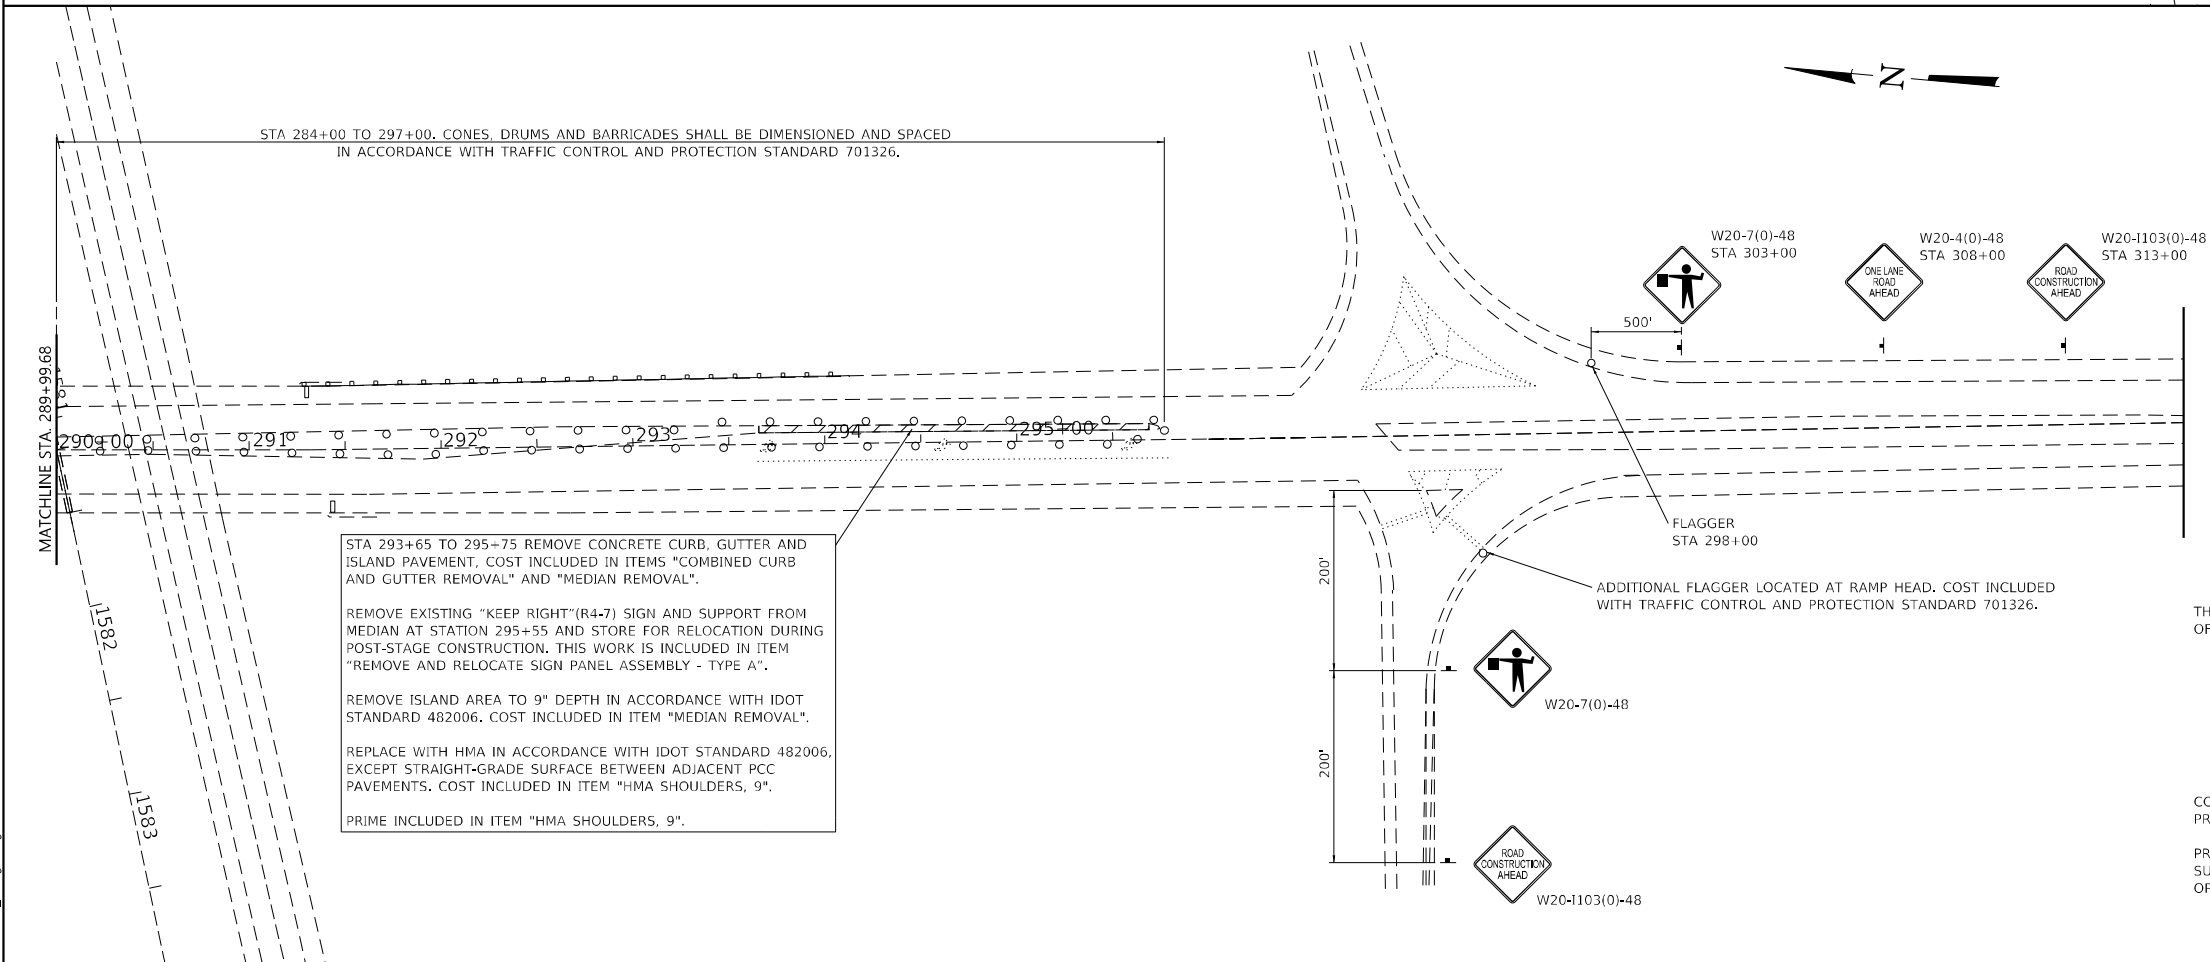 STA 284+00 TO 297+00. CONES, DRUMS AND BARRICADES SHALL BE DIMENSIONED AND SPACED
IN ACCORDANCE WITH TRAFFIC CONTROL AND PROTECTION STANDARD 701326.
N
W20-7(0)-48
STA 303+00
W20-4(0)-48
STA 308+00
W20-I103(0)-48
STA 313+00
ONE LANE
ROAD
AHEAD
ROAD
CONSTRUCTION
AHEAD
500'
MATCHLINE STA. 289+99.68
290+00
291
292
293
294
295+00
STA 293+65 TO 295+75 REMOVE CONCRETE CURB, GUTTER AND
ISLAND PAVEMENT, COST INCLUDED IN ITEMS "COMBINED CURB
AND GUTTER REMOVAL" AND "MEDIAN REMOVAL".
REMOVE EXISTING "KEEP RIGHT"(R4-7) SIGN AND SUPPORT FROM
MEDIAN AT STATION 295+55 AND STORE FOR RELOCATION DURING
POST-STAGE CONSTRUCTION. THIS WORK IS INCLUDED IN ITEM
"REMOVE AND RELOCATE SIGN PANEL ASSEMBLY - TYPE A".
REMOVE ISLAND AREA TO 9" DEPTH IN ACCORDANCE WITH IDOT
STANDARD 482006. COST INCLUDED IN ITEM "MEDIAN REMOVAL".
REPLACE WITH HMA IN ACCORDANCE WITH IDOT STANDARD 482006,
EXCEPT STRAIGHT-GRADE SURFACE BETWEEN ADJACENT PCC
PAVEMENTS. COST INCLUDED IN ITEM "HMA SHOULDERS, 9".
PRIME INCLUDED IN ITEM "HMA SHOULDERS, 9".
FLAGGER
STA 298+00
ADDITIONAL FLAGGER LOCATED AT RAMP HEAD. COST INCLUDED
WITH TRAFFIC CONTROL AND PROTECTION STANDARD 701326.
200'
200'
W20-7(0)-48
ROAD
CONSTRUCTION
AHEAD
W20-I103(0)-48
1582
1583
TH
OF
CO
PR
PR
SU
OF